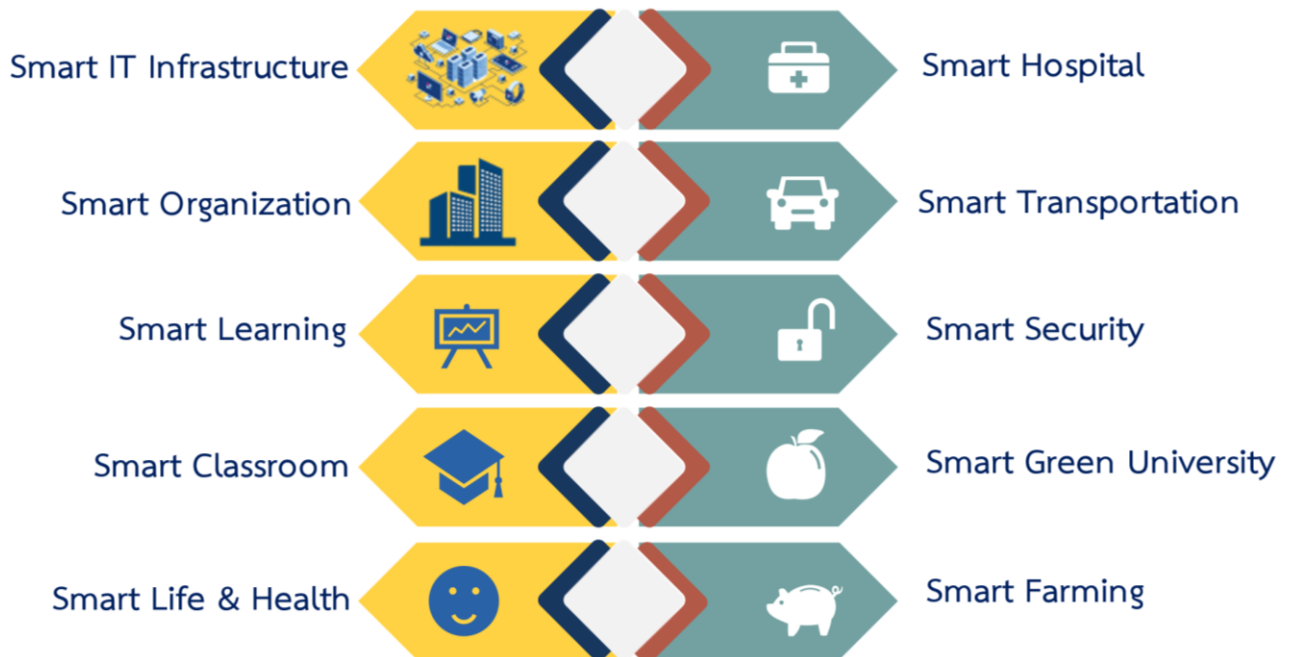 Smart IT Infrastructure
Smart Hospital
Smart Organization
Smart Transportation
Smart Learning
Smart Security
Smart Classroom
Smart Green University
Smart Life & Health
Smart Farming